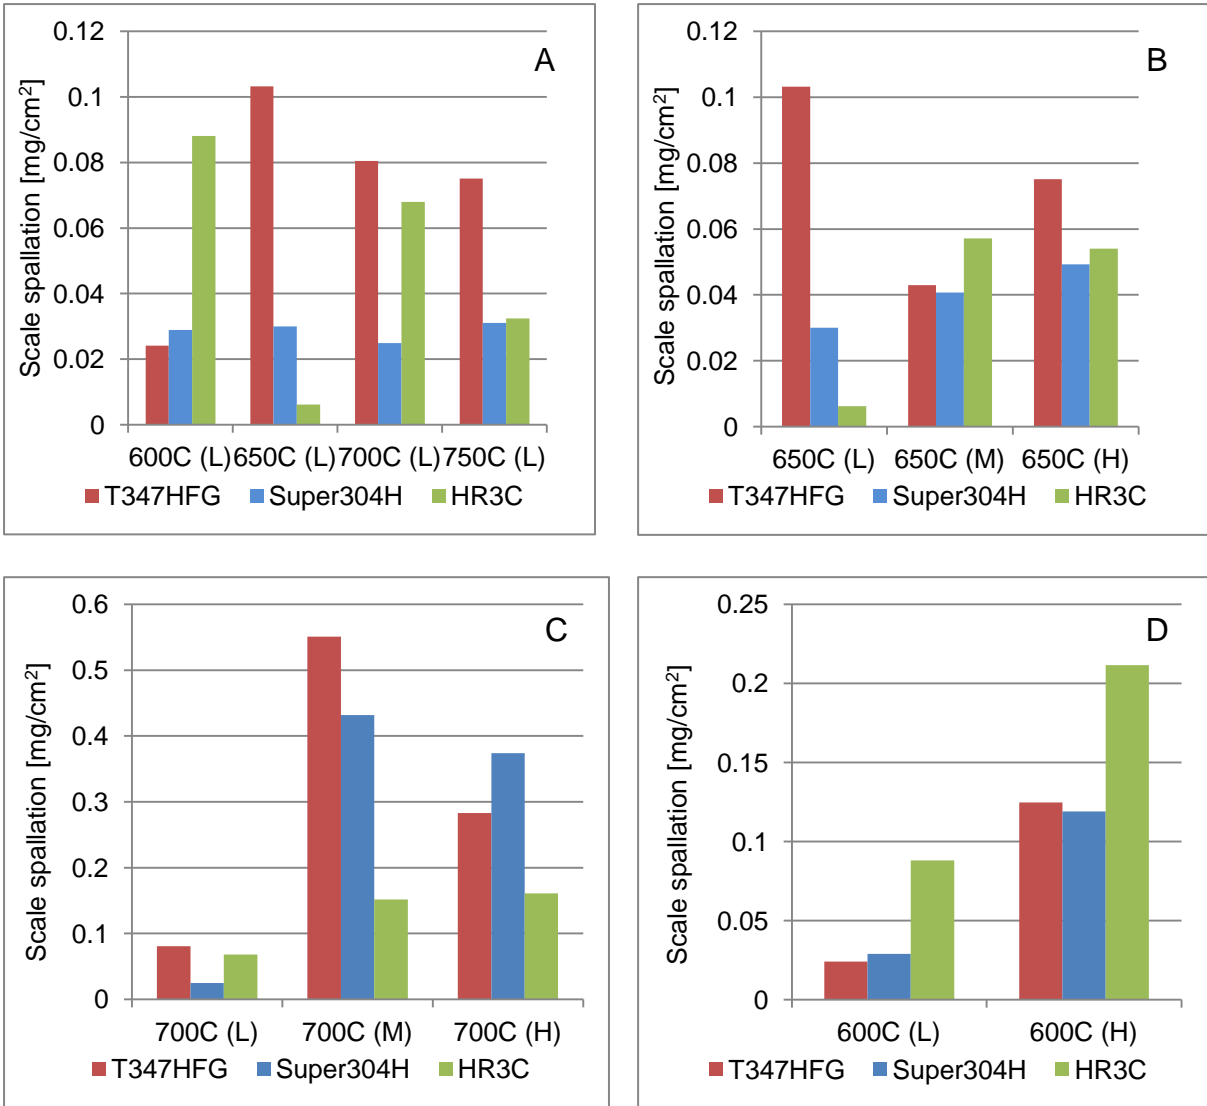 A
Scale spallation [mg/cm²]
0.12
0.1
0.08
0.06
0.04
0.02
0
600C (L) 650C (L) 700C (L) 750C (L)
T347HFG Super304H HR3C
B
Scale spallation [mg/cm²]
0.12
0.1
0.08
0.06
0.04
0.02
0
650C (L) 650C (M) 650C (H)
T347HFG Super304H HR3C
C
Scale spallation [mg/cm²]
0.6
0.5
0.4
0.3
0.2
0.1
0
700C (L) 700C (M) 700C (H)
T347HFG Super304H HR3C
D
Scale spallation [mg/cm²]
0.25
0.2
0.15
0.1
0.05
0
600C (L) 600C (H)
T347HFG Super304H HR3C